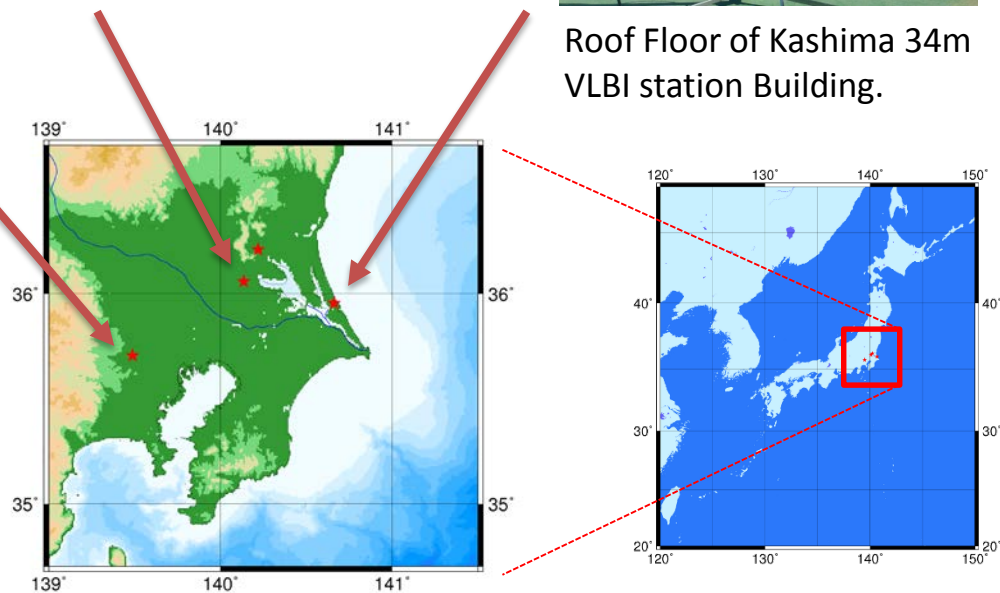 Roof Floor of Kashima 34m
VLBI station Building.
139˚ 140˚ 141˚
36˚ 36˚
35˚ 35˚
139˚ 140˚ 141˚
120˚ 130˚ 140˚ 150˚
40˚ 40˚
30˚ 30˚
20˚ 20˚
120˚ 130˚ 140˚ 150˚